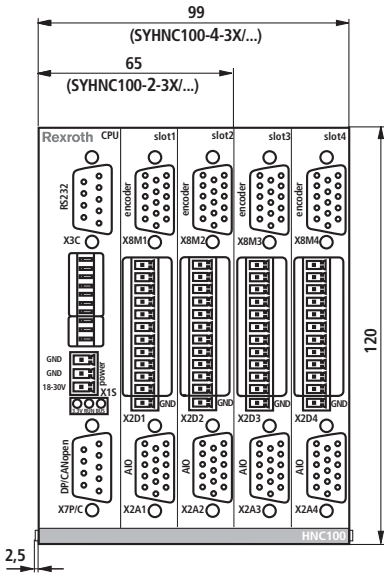 99
(SYHNC100-4-3X/...)
65
(SYHNC100-2-3X/...)
Rexroth CPU slot1 slot2 slot3 slot4
RS232 encoder encoder encoder encoder
X3C X8M1 X8M2 X8M3 X8M4
120
GND
GND
18-30V
power
X1S
GND GND GND GND
X2D1 X2D2 X2D3 X2D4
DP/CANopen AIO AIO AIO AIO
X7P/C X2A1 X2A2 X2A3 X2A4
HNC100
2,5